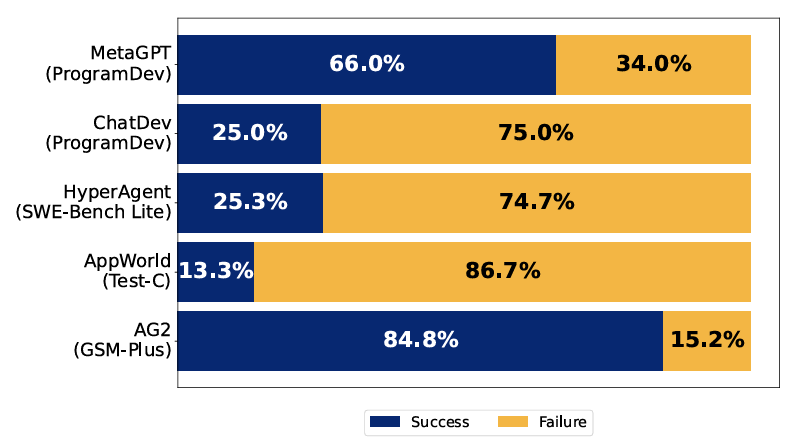 MetaGPT
(ProgramDev)
66.0%
34.0%
ChatDev
(ProgramDev)
25.0%
75.0%
HyperAgent
(SWE-Bench Lite)
25.3%
74.7%
AppWorld
(Test-C)
13.3%
86.7%
AG2
(GSM-Plus)
84.8%
15.2%
Success
Failure